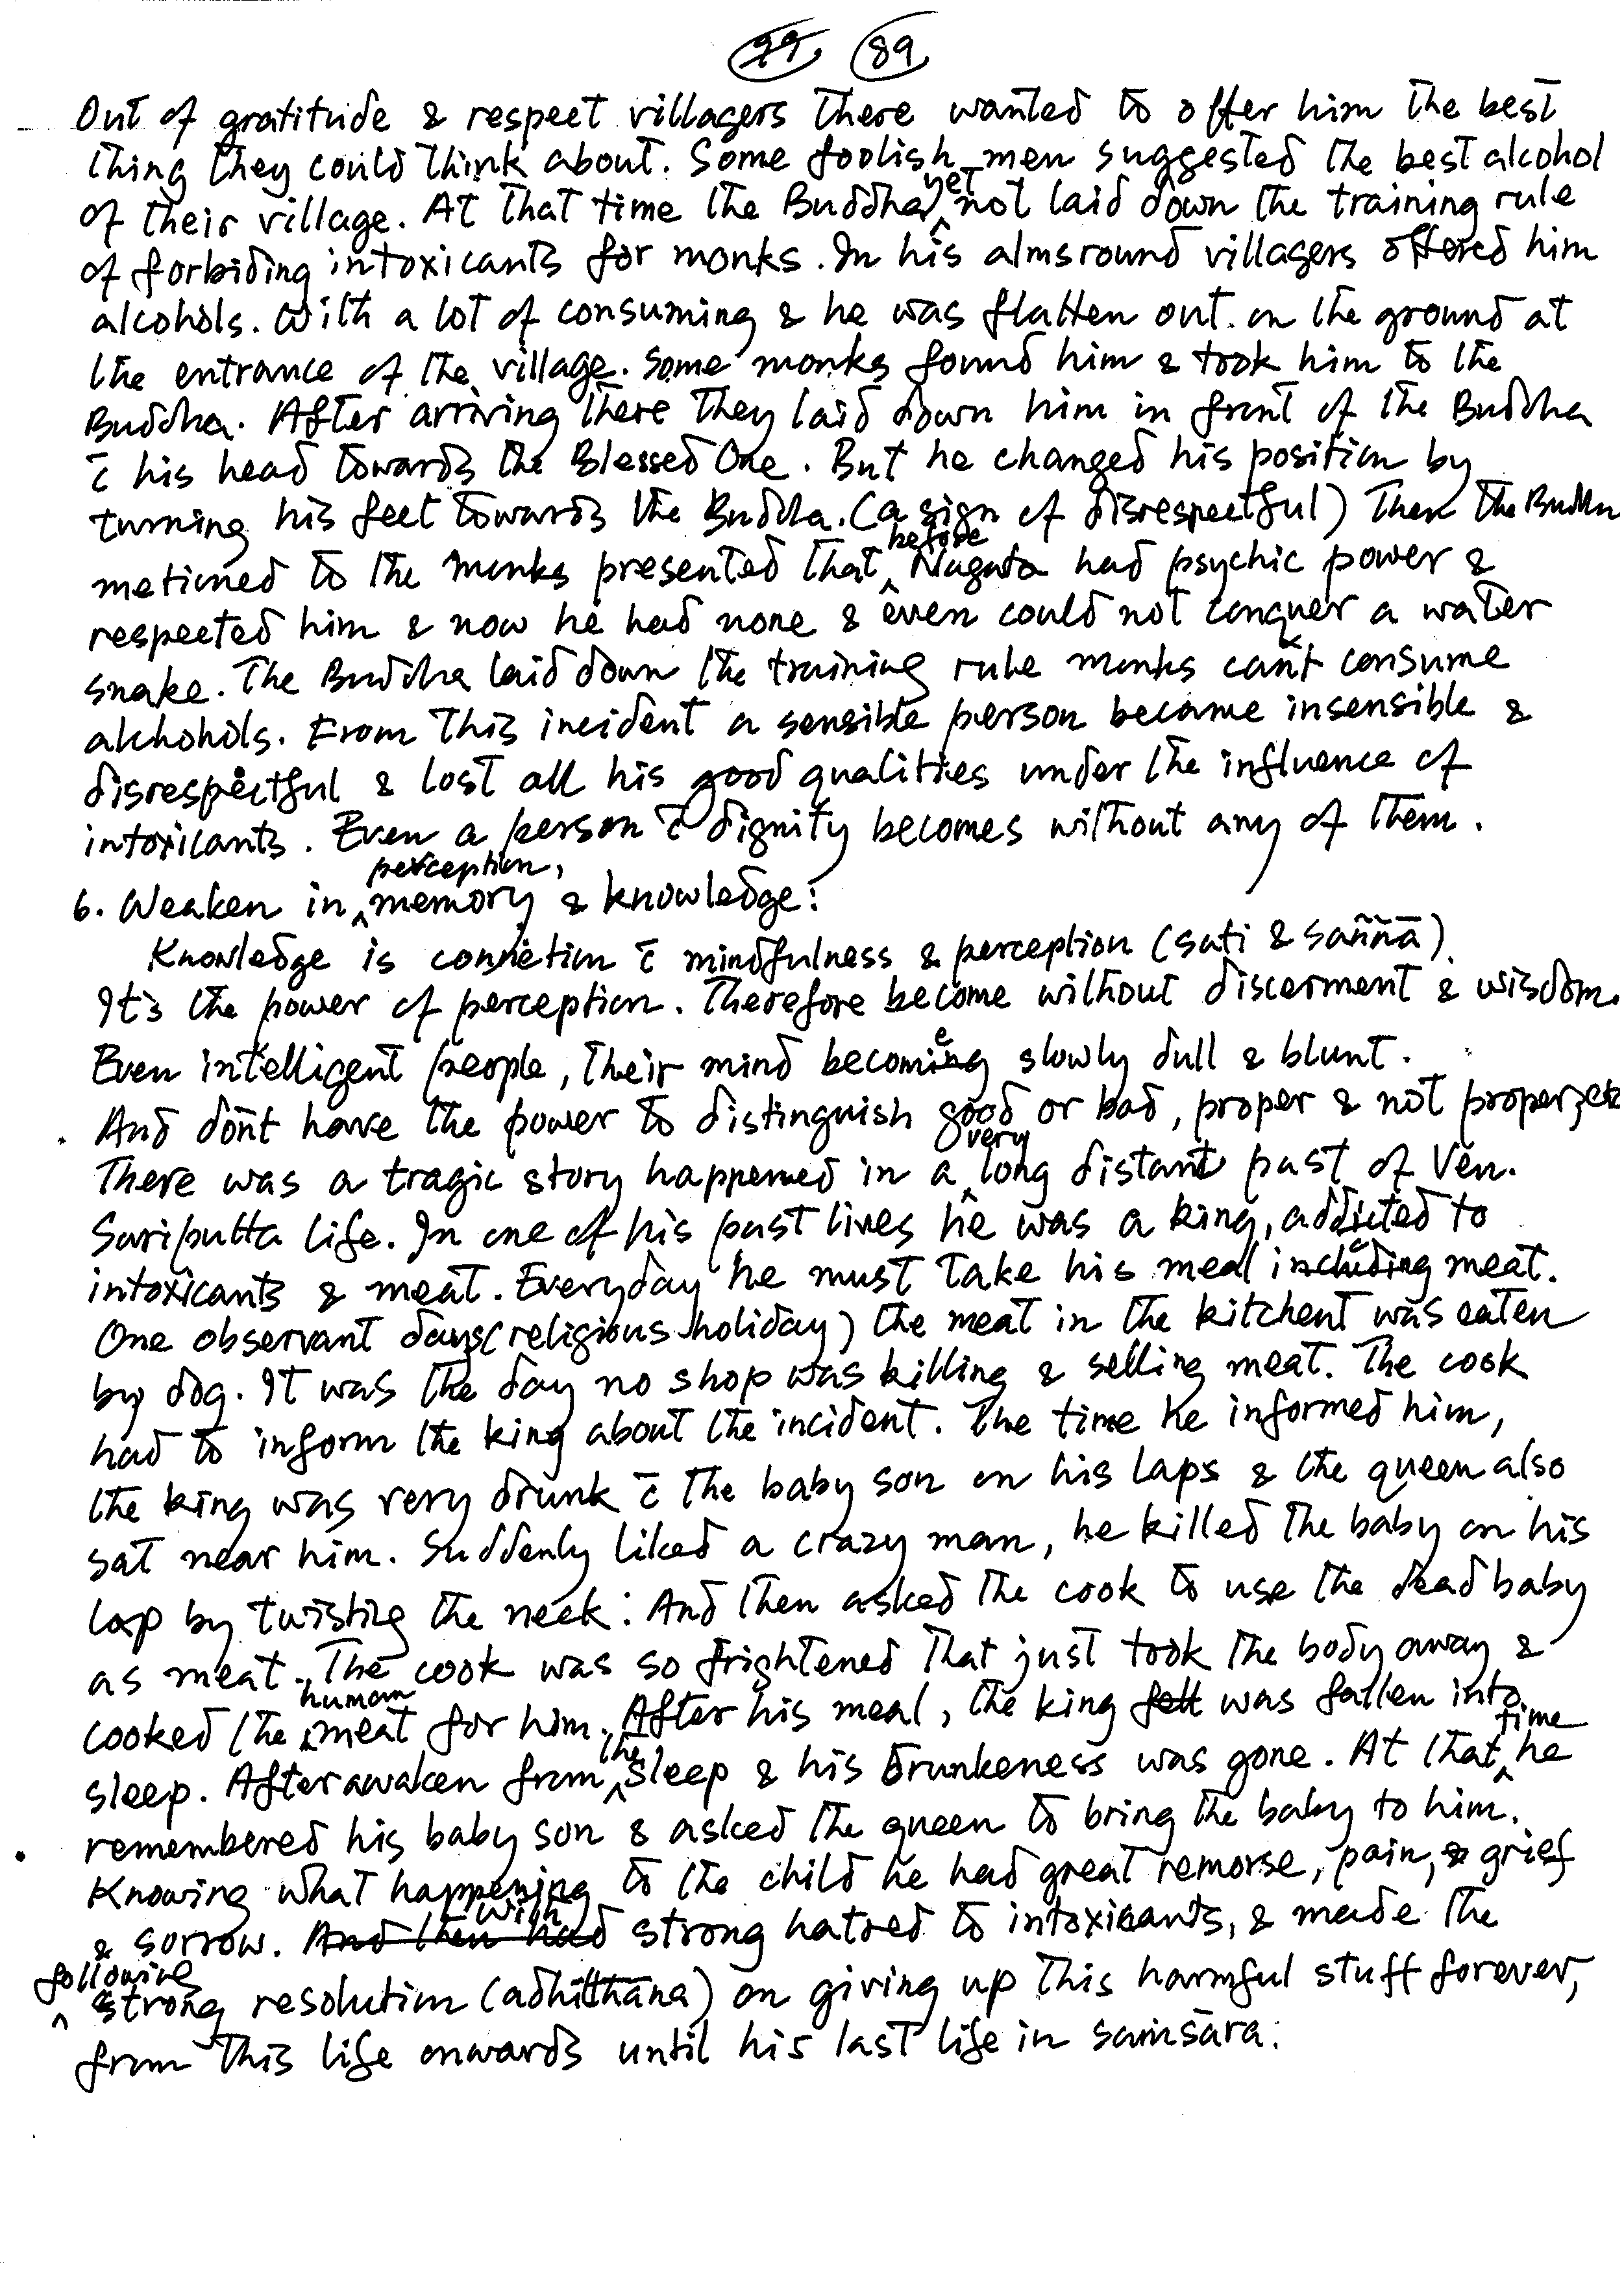 89
Out of gratitude & respect villagers there wanted to offer him the best
thing they could think about. Some foolish men suggested the best alcohol
of their village. At that time the Buddha yet not laid down the training rule
of forbiding intoxicants for monks. In his almsround villagers offered him
alcohols. With a lot of consuming & he was flatten out on the ground at
the entrance of the village. Some monks found him & took him to the
Buddha. After arriving there they laid down him in front of the Buddha
c̄ his head towards the Blessed One. But he changed his position by
turning his feet towards the Buddha. (a sign of disrespectful) Then the Buddha
metioned to the monks presented that before Nagata had psychic power &
respected him & now he had none & even could not conquer a water
snake. The Buddha laid down the training rule monks can't consume
alchohols. From this incident a sensible person became insensible &
disrespectful & lost all his good qualities under the influence of
intoxicants. Even a person c̄ dignity becomes without any of them.
6. Weaken in perception, memory & knowledge:
Knowledge is connection c̄ mindfulness & perception (sati & saññā).
It's the power of perception. Therefore become without discernment & wisdom.
Even intelligent people, their mind become slowly dull & blunt.
And don't have the power to distinguish good or bad, proper & not proper, etc
There was a tragic story happened in a very long distant past of Ven.
Sariputta life. In one of his past lives he was a king, addicted to
intoxicants & meat. Everyday he must take his meal including meat.
One observant days (religious holiday) the meat in the kitchent was eaten
by dog. It was the day no shop was killing & selling meat. The cook
had to inform the king about the incident. The time he informed him,
the king was very drunk c̄ the baby son on his laps & the queen also
sat near him. Suddenly liked a crazy man, he killed the baby on his
lap by twisting the neck: And then asked the cook to use the dead baby
as meat. The cook was so frightened that just took the body away &
cooked the human meat for him. After his meal, the king fell was fallen into
sleep. After awaken from the sleep & his drunkeness was gone. At that time he
remembered his baby son & asked the queen to bring the baby to him.
Knowing what happening to the child he had great remorse, pain, & grief
& sorrow. And then had with strong hatred to intoxicants, & made the
following strong resolution (adhiṭṭhāna) on giving up this harmful stuff forever,
from this life onwards until his last life in saṁsāra: